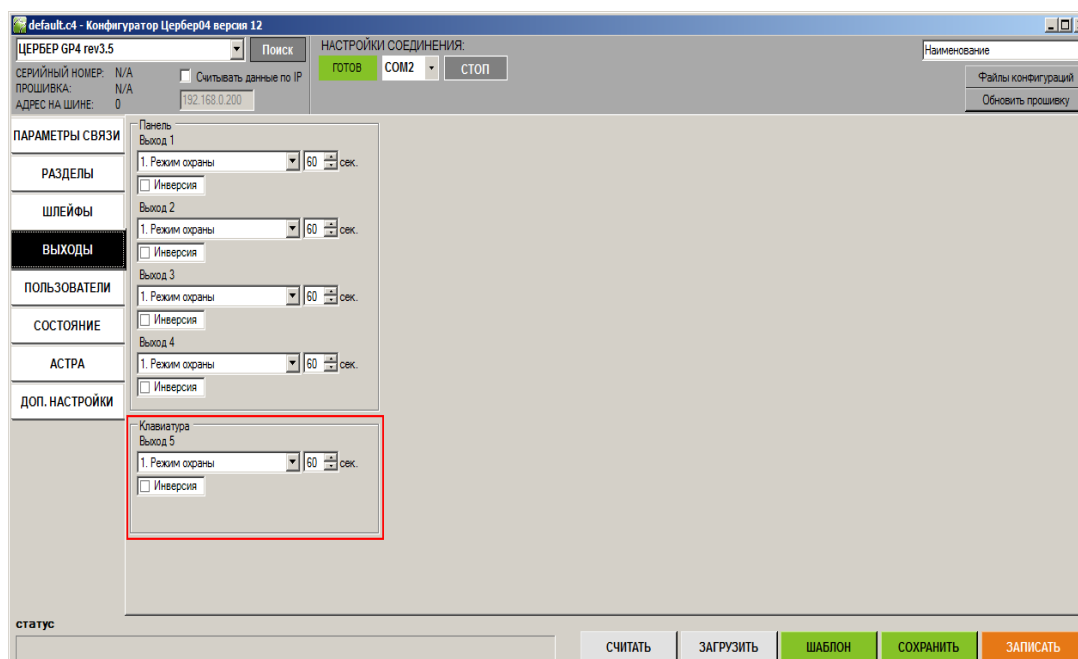 default.c4 - Конфигуратор Цербер04 версия 12
ЦЕРБЕР GP4 rev3.5
Поиск
НАСТРОЙКИ СОЕДИНЕНИЯ:
Наименование
СЕРИЙНЫЙ НОМЕР: N/A
Считывать данные по IP
ГОТОВ
COM2
СТОП
Файлы конфигураций
ПРОШИВКА: N/A
АДРЕС НА ШИНЕ: 0
192.168.0.200
Обновить прошивку
ПАРАМЕТРЫ СВЯЗИ
РАЗДЕЛЫ
ШЛЕЙФЫ
ВЫХОДЫ
ПОЛЬЗОВАТЕЛИ
СОСТОЯНИЕ
АСТРА
ДОП. НАСТРОЙКИ
Панель
Выход 1
1. Режим охраны 60 сек.
Инверсия
Выход 2
1. Режим охраны 60 сек.
Инверсия
Выход 3
1. Режим охраны 60 сек.
Инверсия
Выход 4
1. Режим охраны 60 сек.
Инверсия
Клавиатура
Выход 5
1. Режим охраны 60 сек.
Инверсия
статус
СЧИТАТЬ
ЗАГРУЗИТЬ
ШАБЛОН
СОХРАНИТЬ
ЗАПИСАТЬ